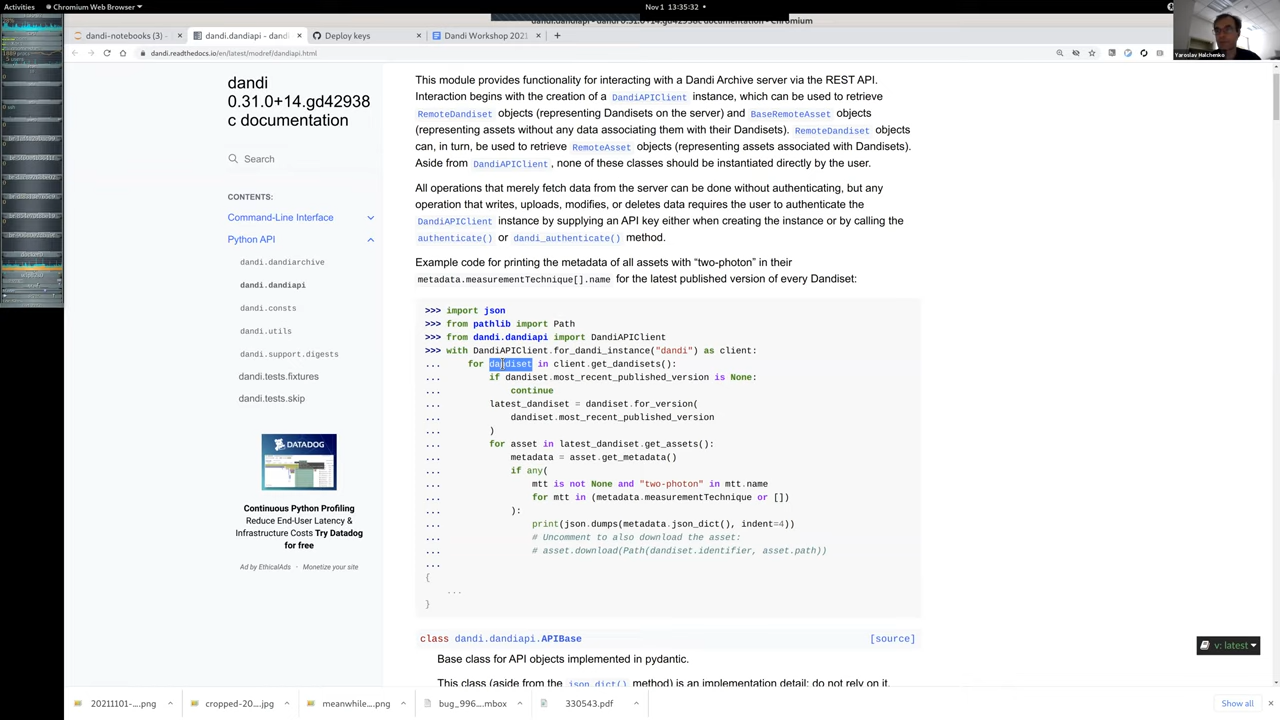 Activities
Chromium Web Browser
Nov 1 13:35:32
dandi-notebooks (3) -
dandi.dandiapi - dandi
Deploy keys
Dandi Workshop 2021
dandi.readthedocs.io/en/latest/modref/dandiapi.html
Yaroslav Halchenko
dandi
0.31.0+14.gd42938
c documentation
Search
CONTENTS:
Command-Line Interface
Python API
dandi.dandiarchive
dandi.dandiapi
dandi.consts
dandi.utils
dandi.support.digests
dandi.tests.fixtures
dandi.tests.skip
DATADOG
Continuous Python Profiling
Reduce End-User Latency &
Infrastructure Costs Try Datadog
for free
Ad by EthicalAds · Monetize your site
This module provides functionality for interacting with a Dandi Archive server via the REST API.
Interaction begins with the creation of a DandiAPIClient instance, which can be used to retrieve
RemoteDandiset objects (representing Dandisets on the server) and BaseRemoteAsset objects
(representing assets without any data associating them with their Dandisets). RemoteDandiset objects
can, in turn, be used to retrieve RemoteAsset objects (representing assets associated with Dandisets).
Aside from DandiAPIClient, none of these classes should be instantiated directly by the user.
All operations that merely fetch data from the server can be done without authenticating, but any
operation that writes, uploads, modifies, or deletes data requires the user to authenticate the
DandiAPIClient instance by supplying an API key either when creating the instance or by calling the
authenticate() or dandi_authenticate() method.
Example code for printing the metadata of all assets with “two-photon” in their
metadata.measurementTechnique[].name for the latest published version of every Dandiset:
>>> import json
>>> from pathlib import Path
>>> from dandi.dandiapi import DandiAPIClient
>>> with DandiAPIClient.for_dandi_instance("dandi") as client:
... for dandiset in client.get_dandisets():
... if dandiset.most_recent_published_version is None:
... continue
... latest_dandiset = dandiset.for_version(
... dandiset.most_recent_published_version
... )
... for asset in latest_dandiset.get_assets():
... metadata = asset.get_metadata()
... if any(
... mtt is not None and "two-photon" in mtt.name
... for mtt in (metadata.measurementTechnique or [])
... ):
... print(json.dumps(metadata.json_dict(), indent=4))
... # Uncomment to also download the asset:
... # asset.download(Path(dandiset.identifier, asset.path))
...
{
...
}
class dandi.dandiapi.APIBase [source]
Base class for API objects implemented in pydantic.
This class (aside from the json_dict() method) is an implementation detail; do not rely on it.
v: latest
20211101-....png
cropped-20....jpg
meanwhile....png
bug_996....mbox
330543.pdf
Show all